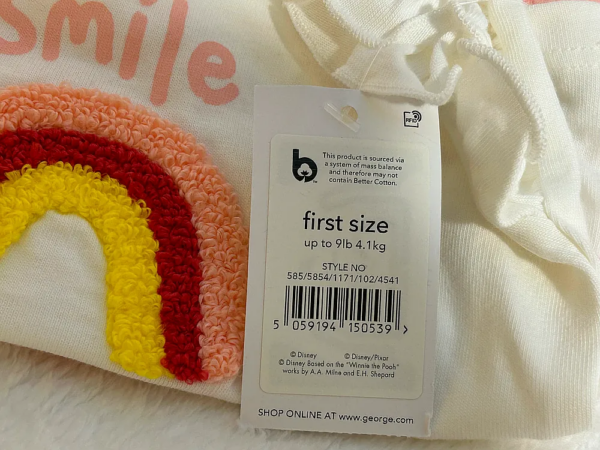 smile
RFID
b
This product is sourced via
a system of mass balance
and therefore may not
contain Better Cotton.
first size
up to 9lb 4.1kg
STYLE NO
585/5854/1171/102/4541
5 059194 150539 >
© Disney © Disney/Pixar
© Disney Based on the "Winnie the Pooh"
works by A.A. Milne and E.H. Shepard
SHOP ONLINE AT www.george.com